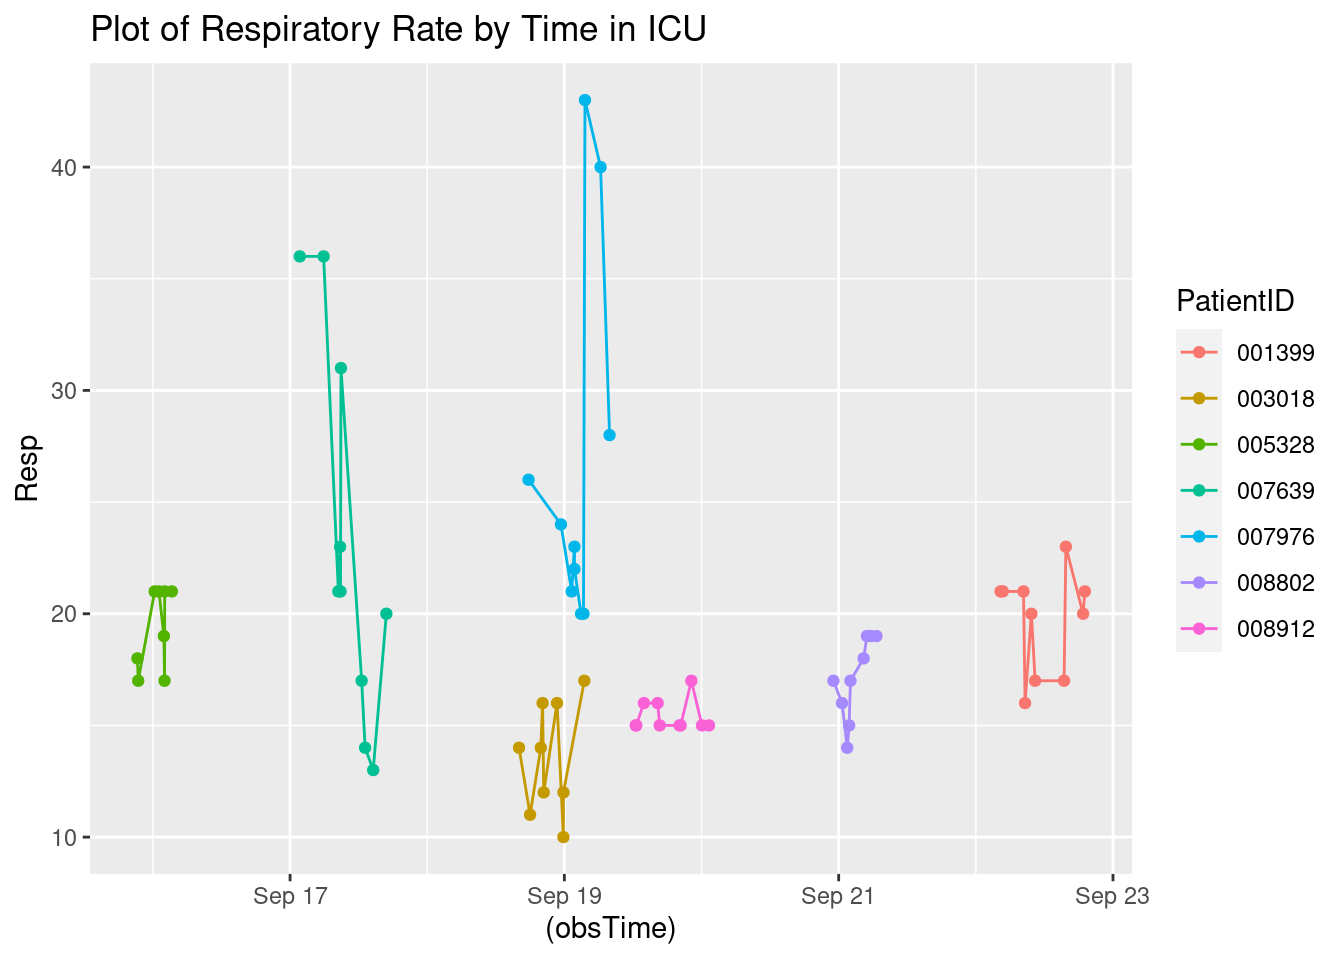 Plot of Respiratory Rate by Time in ICU
40
30
20
10
Resp
Sep 17
Sep 19
Sep 21
Sep 23
(obsTime)
PatientID
001399
003018
005328
007639
007976
008802
008912